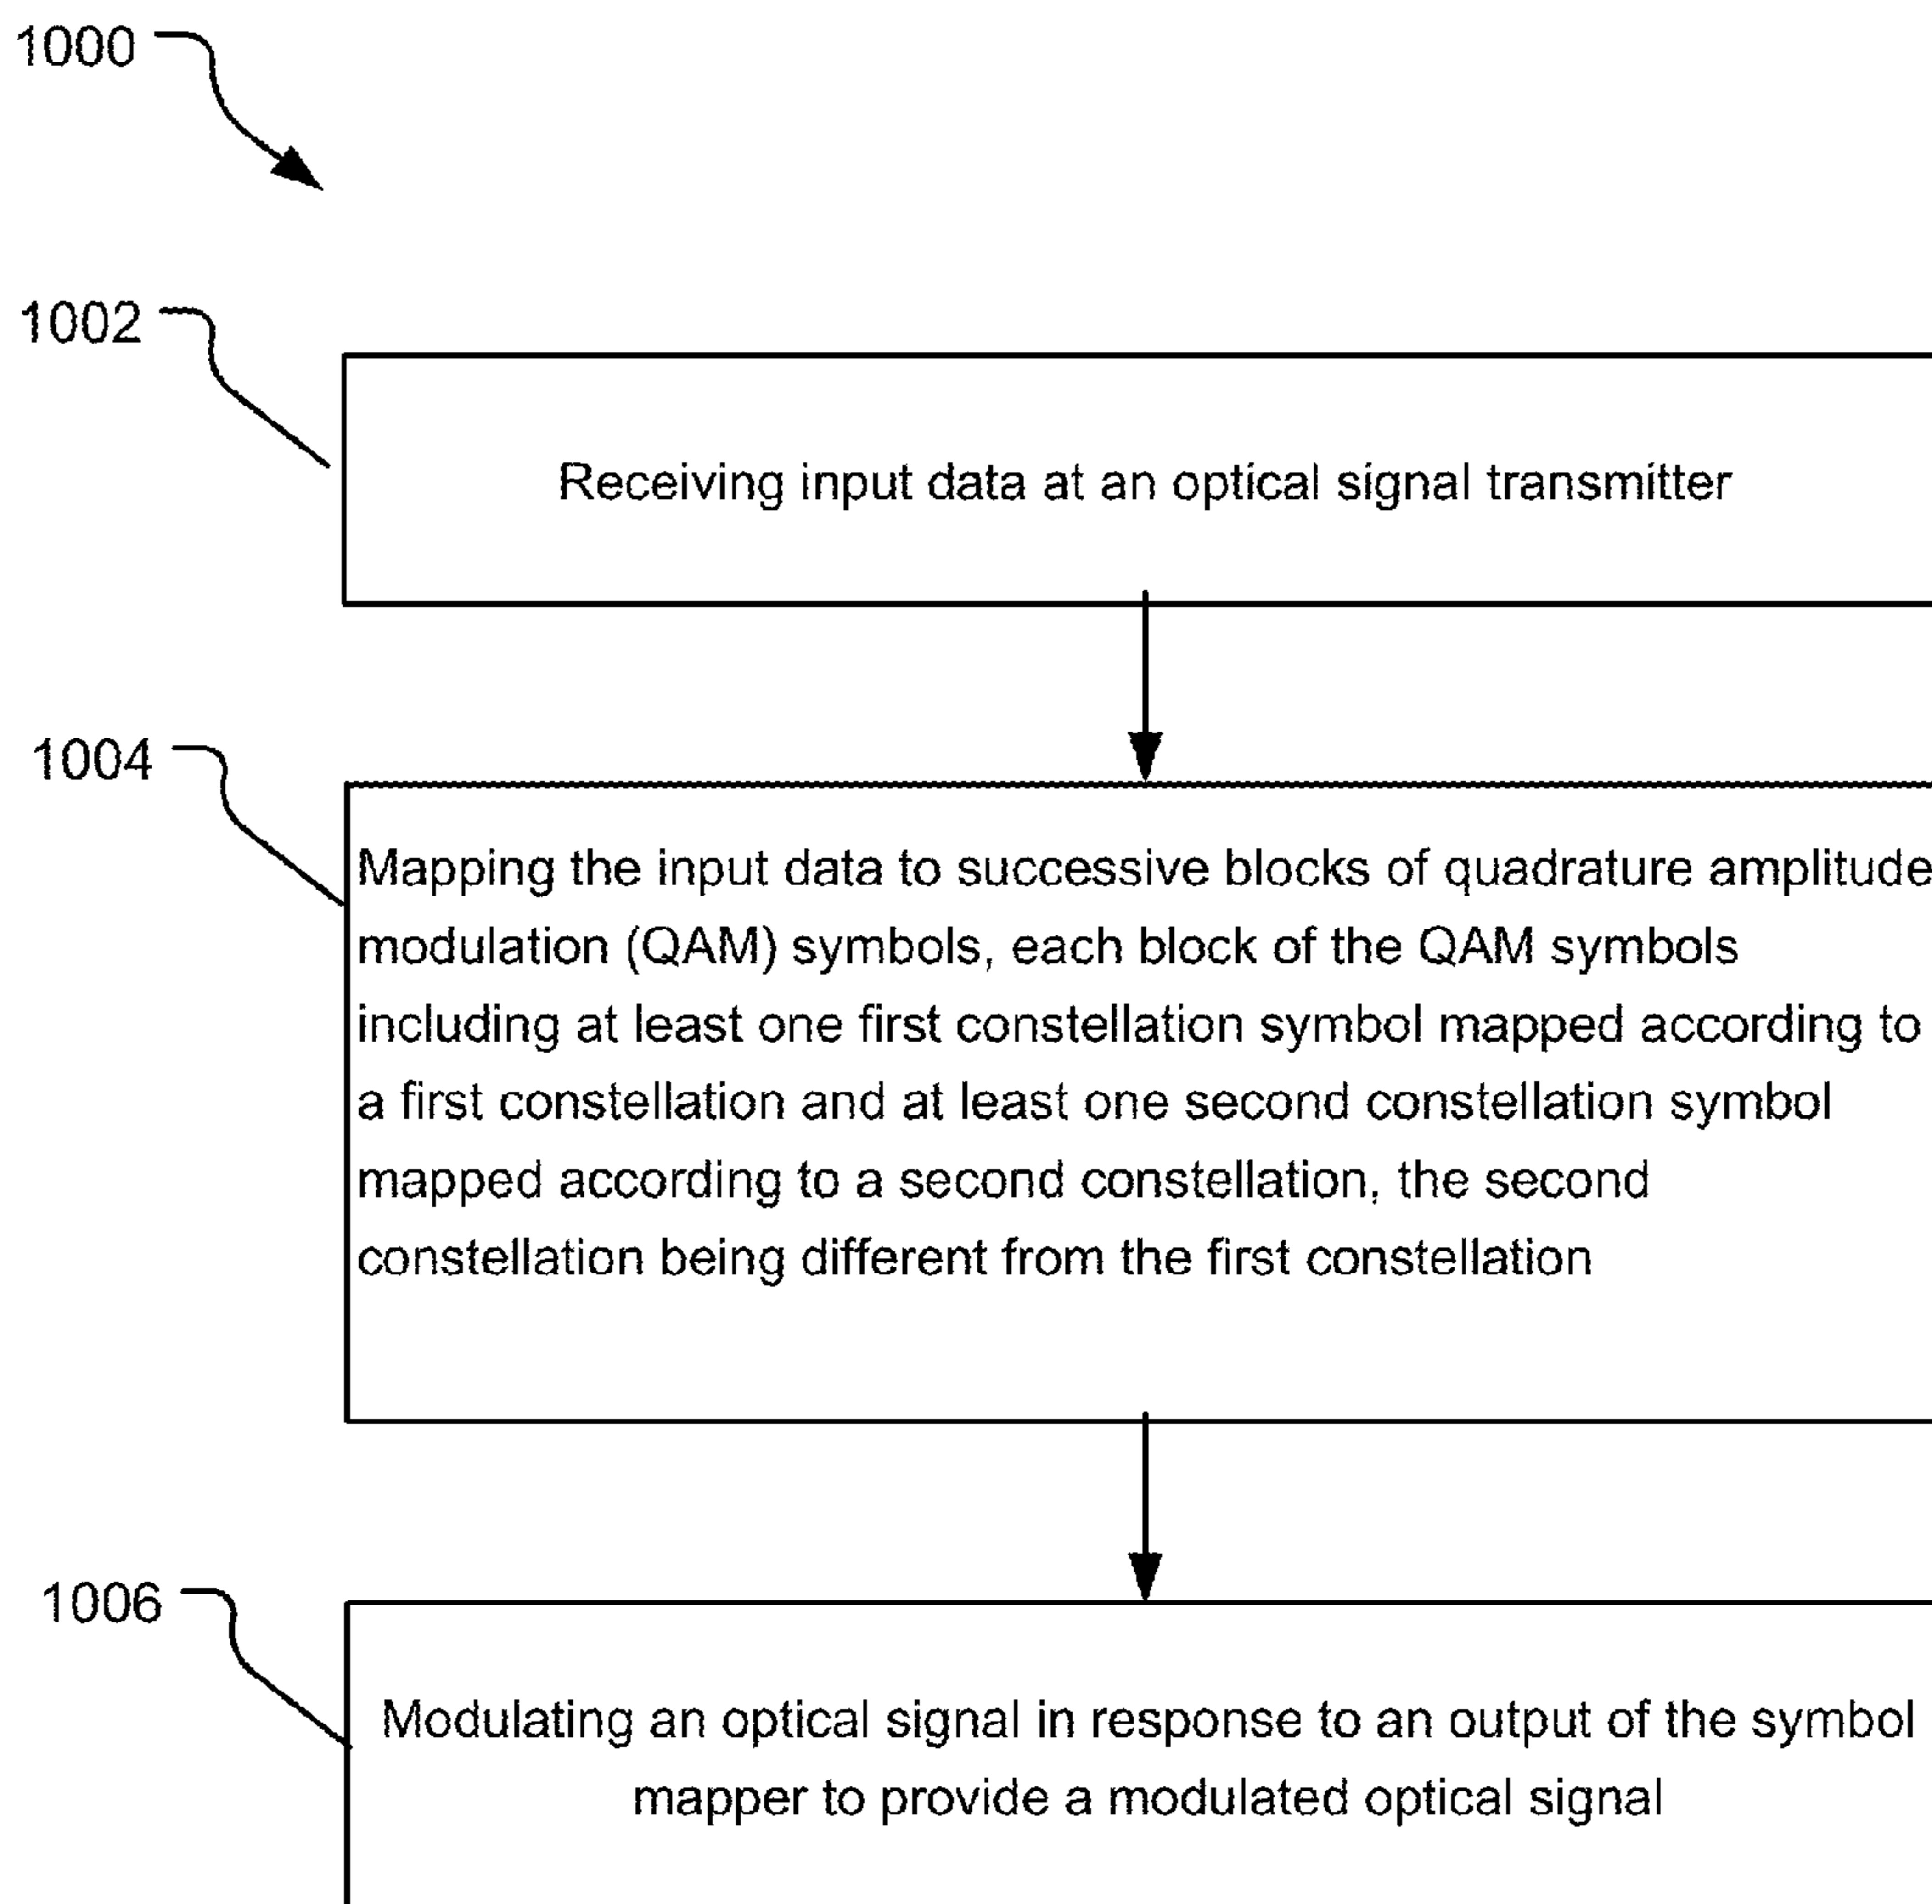 1000
1002
Receiving input data at an optical signal transmitter
1004
Mapping the input data to successive blocks of quadrature amplitude
modulation (QAM) symbols, each block of the QAM symbols
including at least one first constellation symbol mapped according to
a first constellation and at least one second constellation symbol
mapped according to a second constellation, the second
constellation being different from the first constellation
1006
Modulating an optical signal in response to an output of the symbol
mapper to provide a modulated optical signal